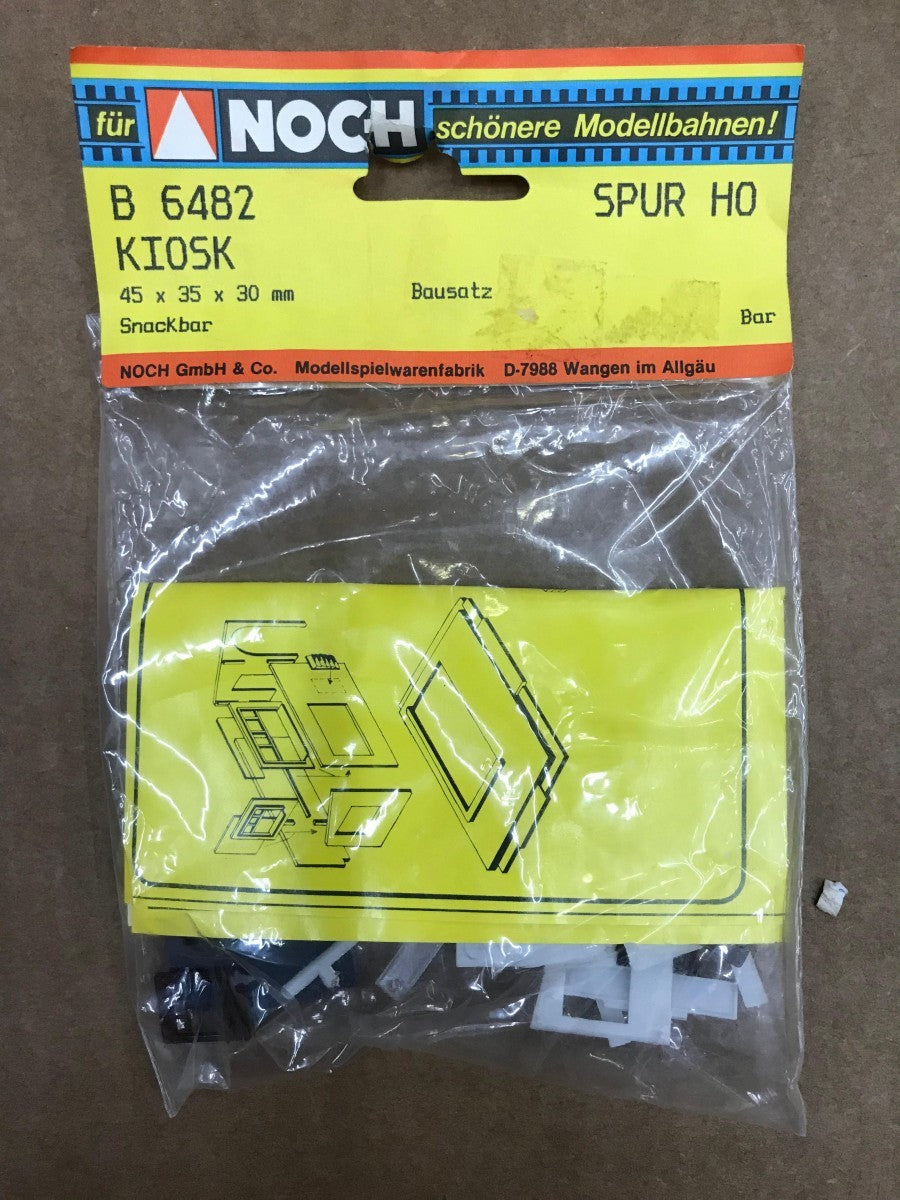 für NOCH schönere Modellbahnen!
B 6482 SPUR HO
KIOSK
45 x 35 x 30 mm Bausatz
Snackbar Bar
NOCH GmbH & Co. Modellspielwarenfabrik D-7988 Wangen im Allgäu